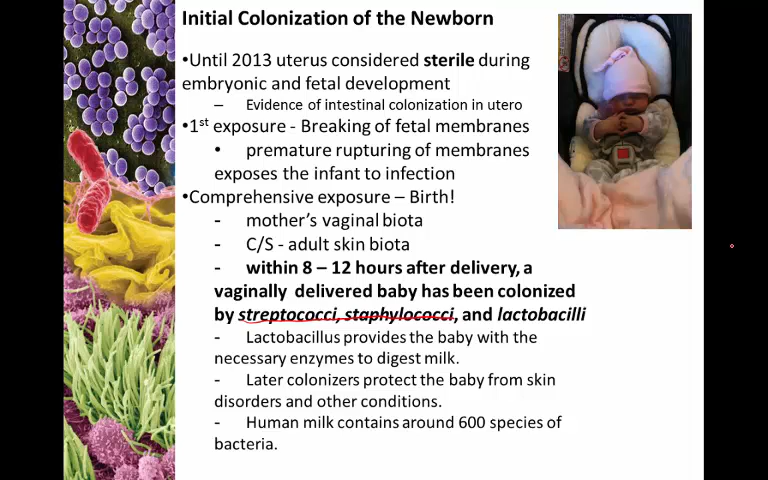 Initial Colonization of the Newborn
•Until 2013 uterus considered sterile during
embryonic and fetal development
– Evidence of intestinal colonization in utero
•1st exposure - Breaking of fetal membranes
• premature rupturing of membranes
exposes the infant to infection
•Comprehensive exposure – Birth!
- mother's vaginal biota
- C/S - adult skin biota
- within 8 – 12 hours after delivery, a
vaginally delivered baby has been colonized
by streptococci, staphylococci, and lactobacilli
- Lactobacillus provides the baby with the
necessary enzymes to digest milk.
- Later colonizers protect the baby from skin
disorders and other conditions.
- Human milk contains around 600 species of
bacteria.